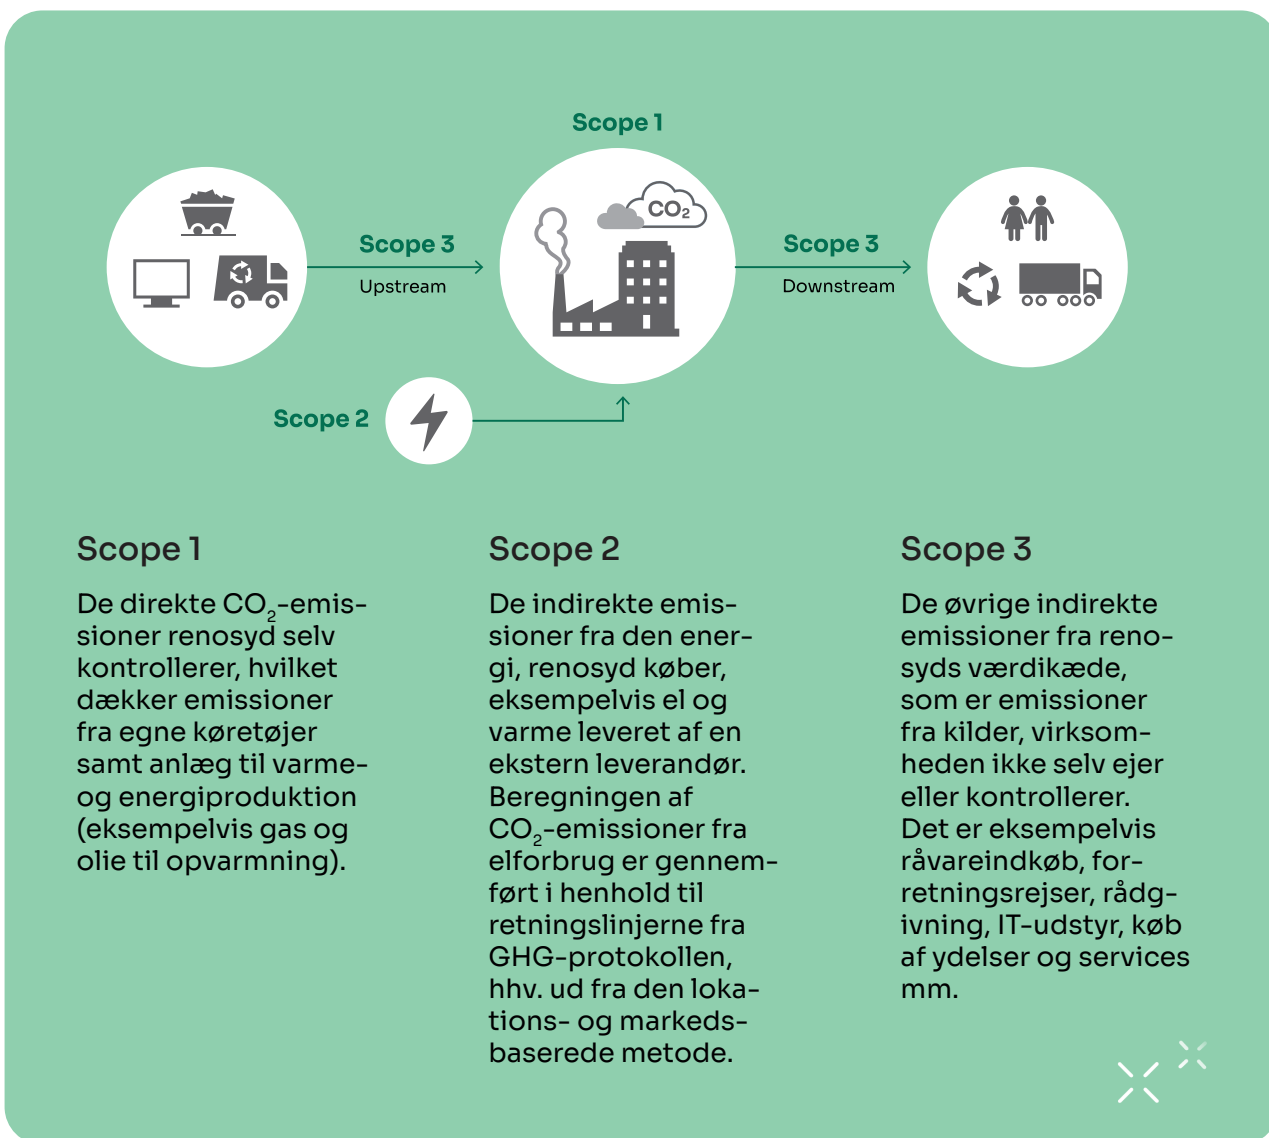 Scope 1
CO₂
Scope 3
Upstream
Scope 3
Downstream
Scope 2
Scope 1
De direkte CO₂-emis-
sioner renosyd selv
kontrollerer, hvilket
dækker emissioner
fra egne køretøjer
samt anlæg til varme-
og energiproduktion
(eksempelvis gas og
olie til opvarmning).
Scope 2
De indirekte emis-
sioner fra den ener-
gi, renosyd køber,
eksempelvis el og
varme leveret af en
ekstern leverandør.
Beregningen af
CO₂-emissioner fra
elforbrug er gennem-
ført i henhold til
retningslinjerne fra
GHG-protokollen,
hhv. ud fra den loka-
tions- og markeds-
baserede metode.
Scope 3
De øvrige indirekte
emissioner fra reno-
syds værdikæde,
som er emissioner
fra kilder, virksom-
heden ikke selv ejer
eller kontrollerer.
Det er eksempelvis
råvareindkøb, for-
retningsrejser, rådg-
ivning, IT-udstyr, køb
af ydelser og services
mm.